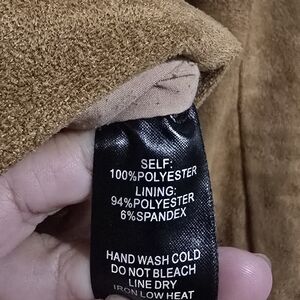 SELF:
100%POLYESTER
LINING:
94%POLYESTER
6%SPANDEX
HAND WASH COLD
DO NOT BLEACH
LINE DRY
IRON LOW HEAT